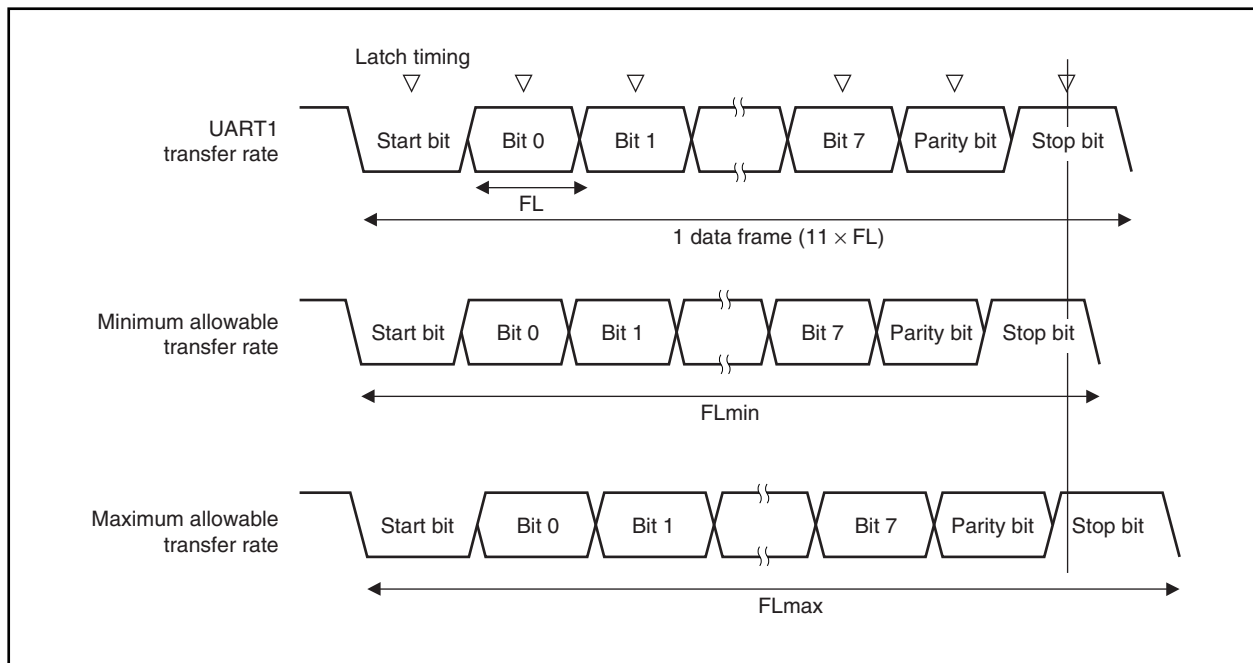 Latch timing
UART1
transfer rate
Start bit
Bit 0
Bit 1
Bit 7
Parity bit
Stop bit
FL
1 data frame (11 × FL)
Minimum allowable
transfer rate
Start bit
Bit 0
Bit 1
Bit 7
Parity bit
Stop bit
FLmin
Maximum allowable
transfer rate
Start bit
Bit 0
Bit 1
Bit 7
Parity bit
Stop bit
FLmax